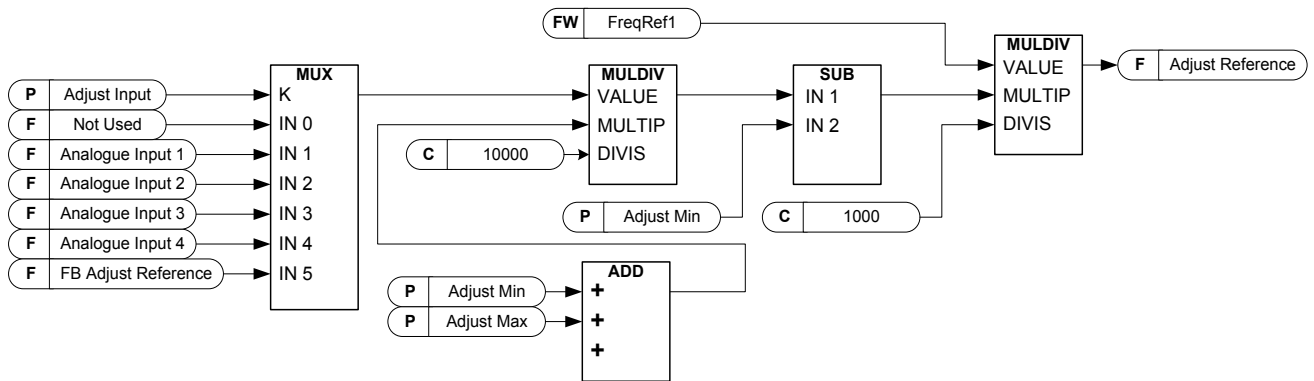 FW FreqRef1
MUX
P Adjust Input K
F Not Used IN 0
F Analogue Input 1 IN 1
F Analogue Input 2 IN 2
F Analogue Input 3 IN 3
F Analogue Input 4 IN 4
F FB Adjust Reference IN 5
MULDIV
VALUE
MULTIP
C 10000 DIVIS
SUB
IN 1
IN 2
P Adjust Min
C 1000
MULDIV
VALUE
MULTIP
DIVIS
F Adjust Reference
ADD
P Adjust Min +
P Adjust Max +
+